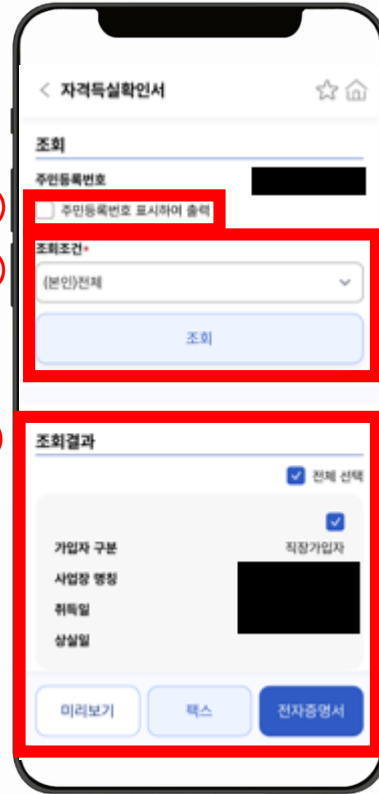 자격득실확인서
조회
주민등록번호
주민등록번호 표시하여 출력
조회조건*
(본인)전체
조회
조회결과
전체 선택
가입자 구분 직장가입자
사업장 명칭
취득일
상실일
미리보기 팩스 전자증명서